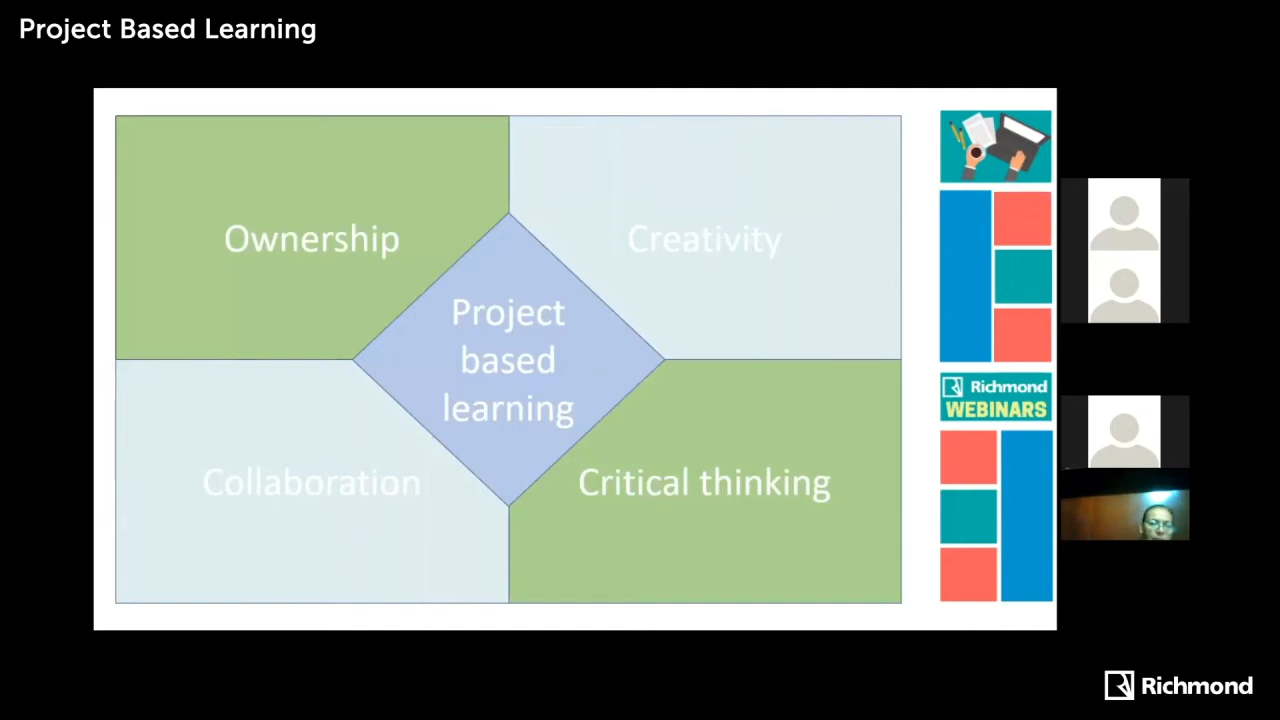 Project Based Learning
Ownership
Creativity
Project
based
learning
Collaboration
Critical thinking
Richmond
WEBINARS
Richmond